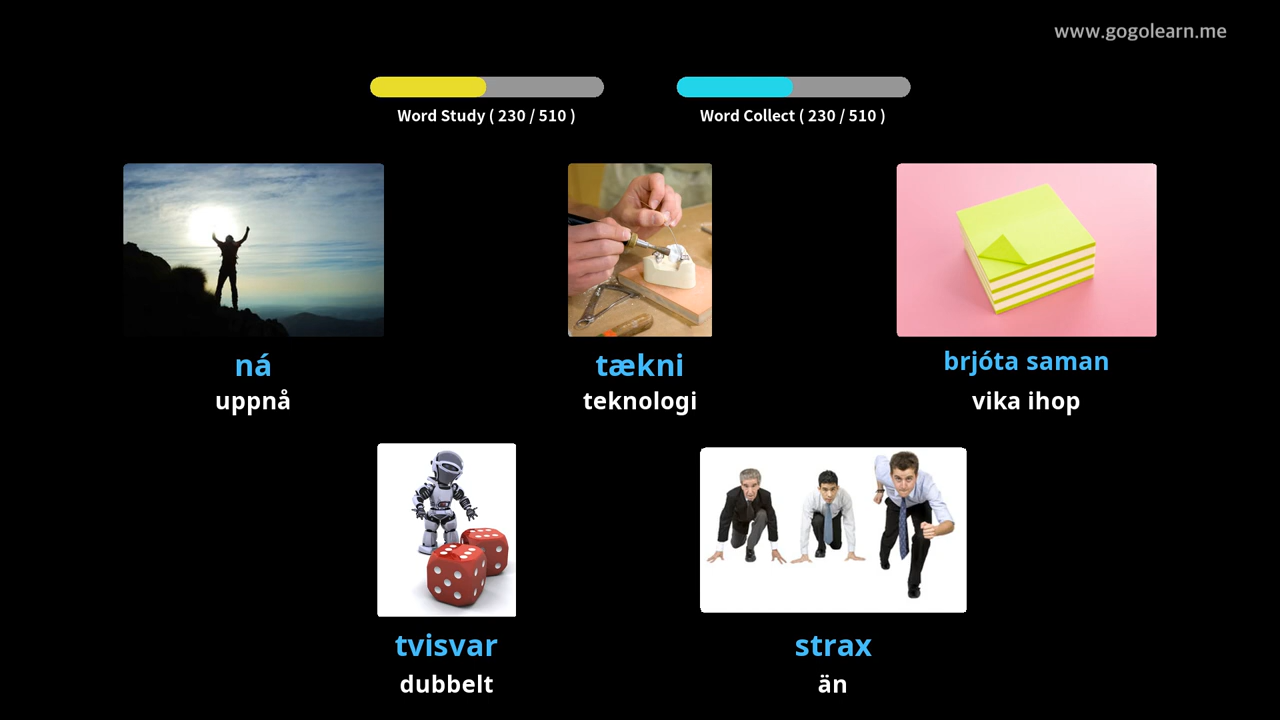 www.gogolearn.me
Word Study ( 230 / 510 )
Word Collect ( 230 / 510 )
ná
tækni
brjóta saman
uppnå
teknologi
vika ihop
tvisvar
strax
dubbelt
än